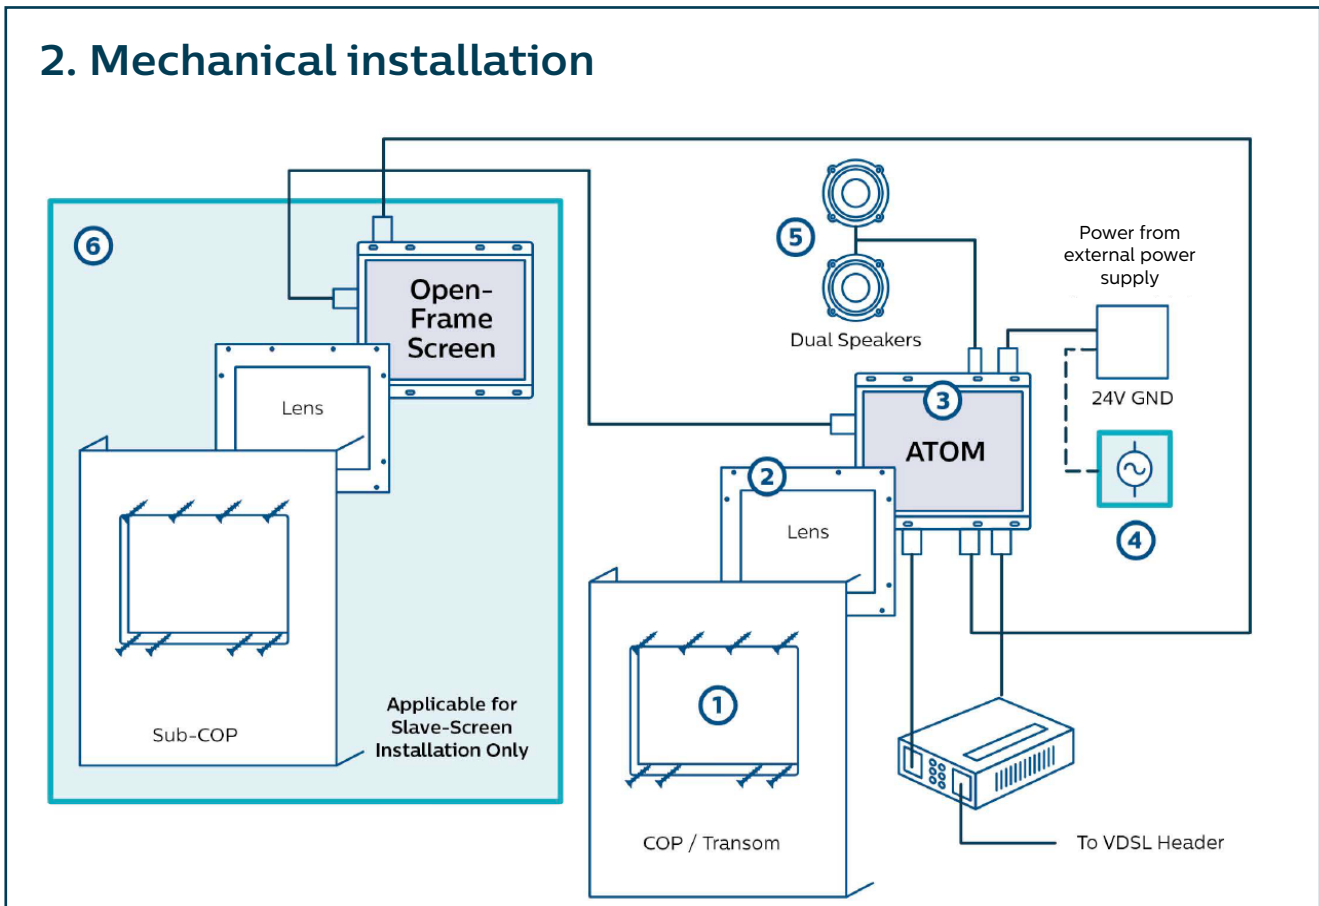 2. Mechanical installation
6
Open-
Frame
Screen
Lens
Sub-COP
Applicable for
Slave-Screen
Installation Only
5
Dual Speakers
Power from
external power
supply
24V GND
4
3
ATOM
2
Lens
1
COP / Transom
To VDSL Header